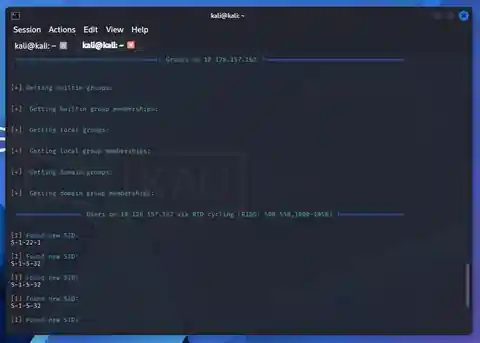 kali@kali: ~
Session Actions Edit View Help
kali@kali: ~ kali@kali: ~
Groups on 10.129.157.162
[+] Getting builtin groups:
[+] Getting builtin group memberships:
[+] Getting local groups:
[+] Getting local group memberships:
[+] Getting domain groups:
[+] Getting domain group memberships:
KALI
Users on 10.129.157.162 via RID cycling (RIDS: 500-550,1000-1050)
[I] Found new SID:
S-1-22-1
[I] Found new SID:
S-1-5-32
[I] Found new SID:
S-1-5-32
[I] Found new SID:
S-1-5-32
[I] Found new SID: